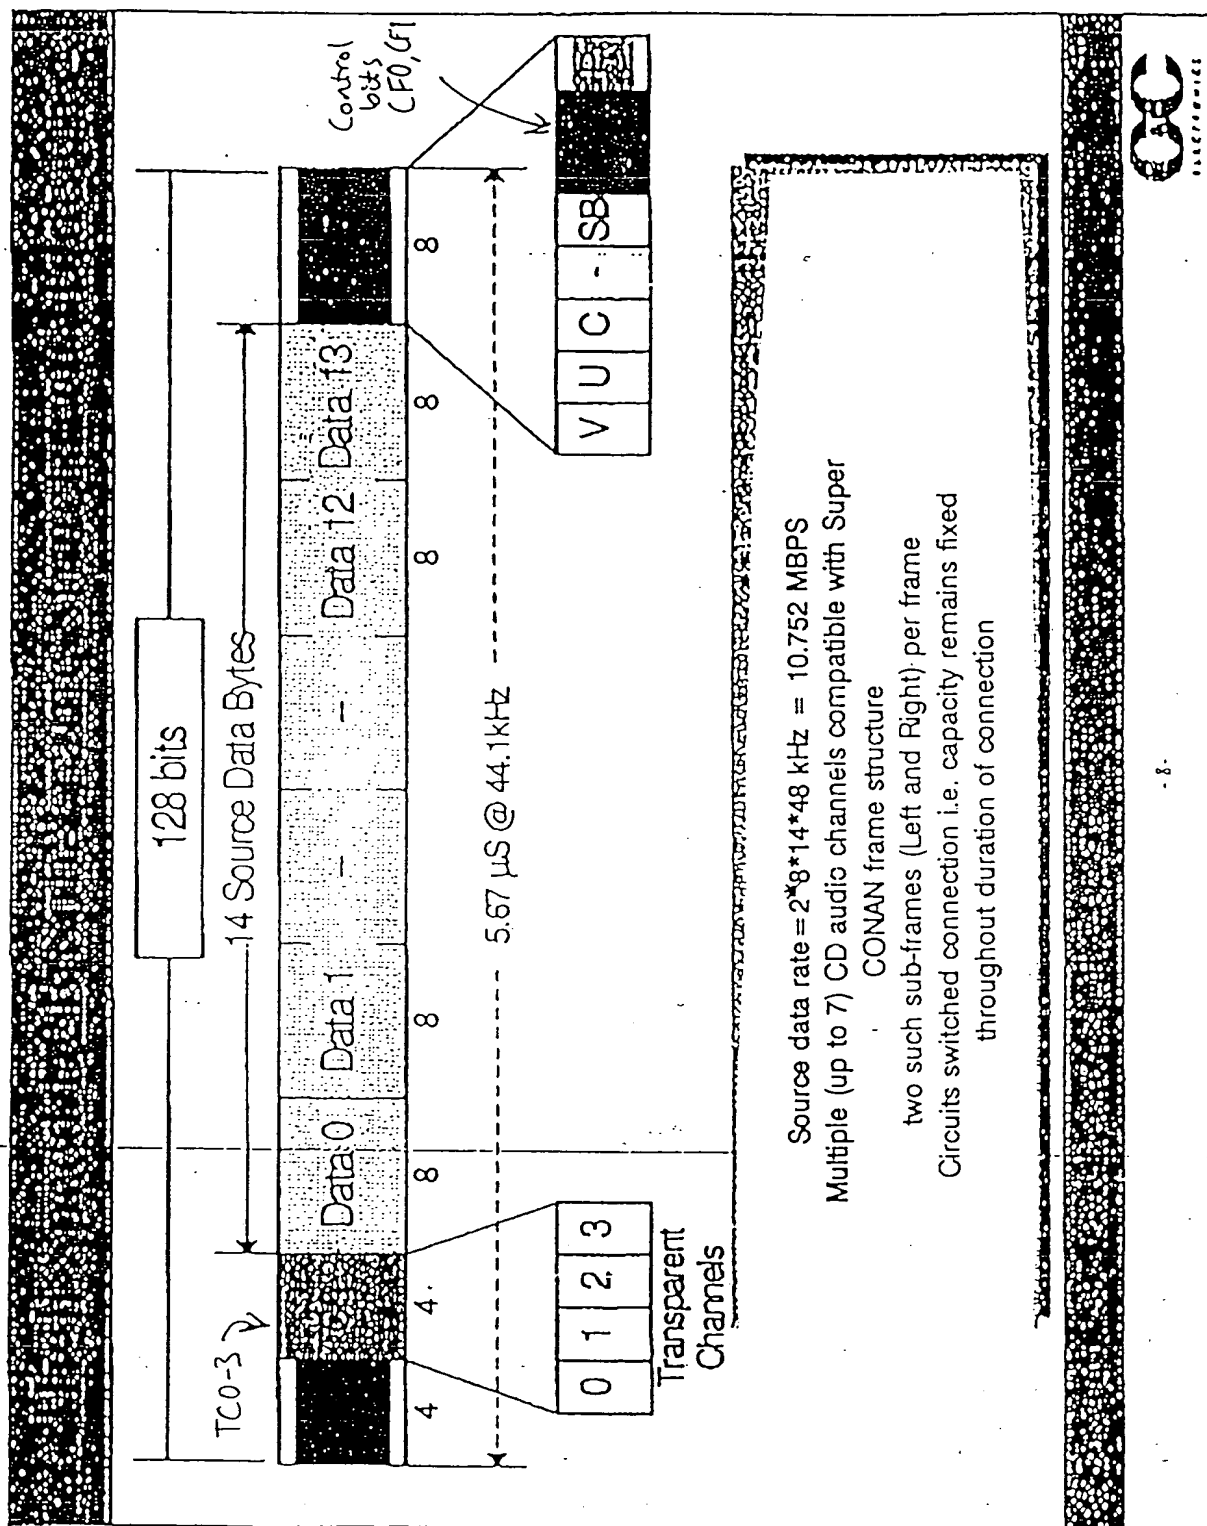 128 bits
14 Source Data Bytes
TC0-3
Control
bits
CF0, CF1
Data 0 Data 1 - - Data 12 Data 13
4 4 8 8 8 8 8
5.67 µS @ 44.1kHz
0 1 2 3
Transparent
Channels
V U C - SB
Source data rate = 2*8*14*48 kHz = 10.752 MBPS
Multiple (up to 7) CD audio channels compatible with Super
CONAN frame structure
two such sub-frames (Left and Right) per frame
Circuits switched connection i.e. capacity remains fixed
throughout duration of connection
- 8 -
C&C
ELECTRONICS